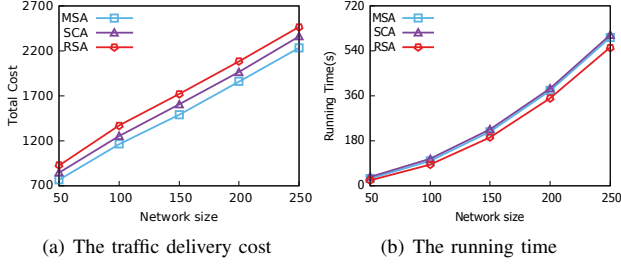 2700
2200
1700
1200
700
Total Cost
MSA
SCA
RSA
50 100 150 200 250
Network size
(a) The traffic delivery cost
720
540
360
180
0
Running Time(s)
MSA
SCA
RSA
50 100 150 200 250
Network size
(b) The running time